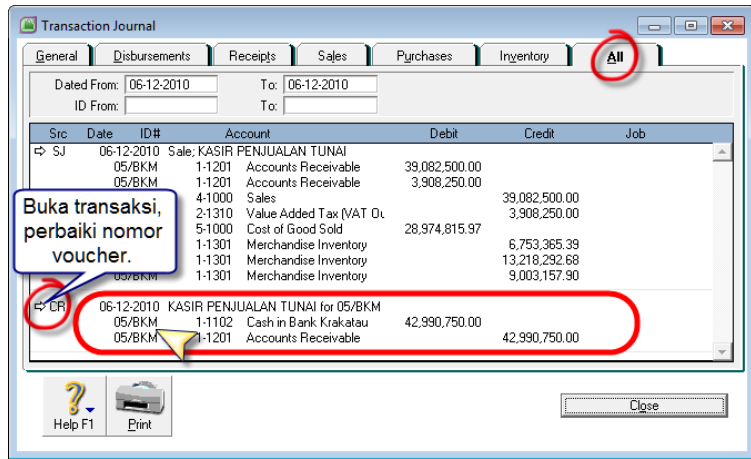 Transaction Journal
General Disbursements Receipts Sales Purchases Inventory All
Dated From: 06-12-2010 To: 06-12-2010
ID From: To:
Src Date ID# Account Debit Credit Job
SJ 06-12-2010 Sale; KASIR PENJUALAN TUNAI
05/BKM 1-1201 Accounts Receivable 39,082,500.00
05/BKM 1-1201 Accounts Receivable 3,908,250.00
4-1000 Sales 39,082,500.00
2-1310 Value Added Tax (VAT Ou 3,908,250.00
5-1000 Cost of Good Sold 28,974,815.97
1-1301 Merchandise Inventory 6,753,365.39
1-1301 Merchandise Inventory 13,218,292.68
05/BKM 1-1301 Merchandise Inventory 9,003,157.90
Buka transaksi,
perbaiki nomor
voucher.
CR 06-12-2010 KASIR PENJUALAN TUNAI for 05/BKM
05/BKM 1-1102 Cash in Bank Krakatau 42,990,750.00
05/BKM 1-1201 Accounts Receivable 42,990,750.00
Help F1 Print Close